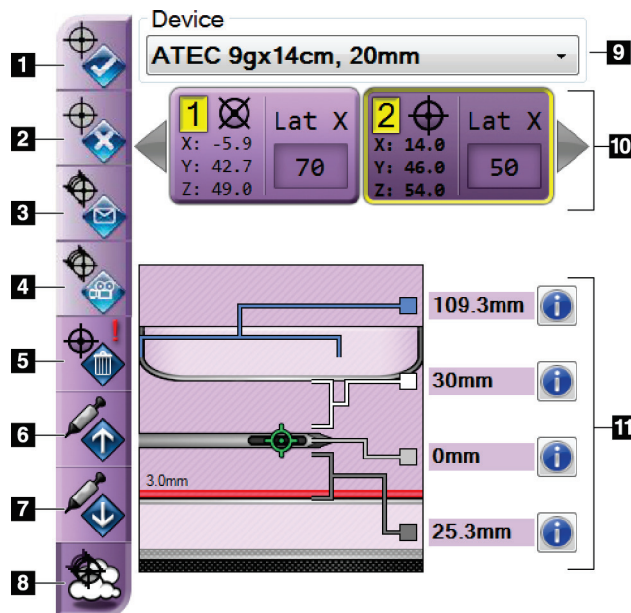 Device
ATEC 9gx14cm, 20mm
1
2
3
4
5
6
7
8
9
10
11
1
Lat X
X: -5.9
Y: 42.7
Z: 49.0
70
2
Lat X
X: 14.0
Y: 46.0
Z: 54.0
50
109.3mm
30mm
0mm
3.0mm
25.3mm
!
i
i
i
i